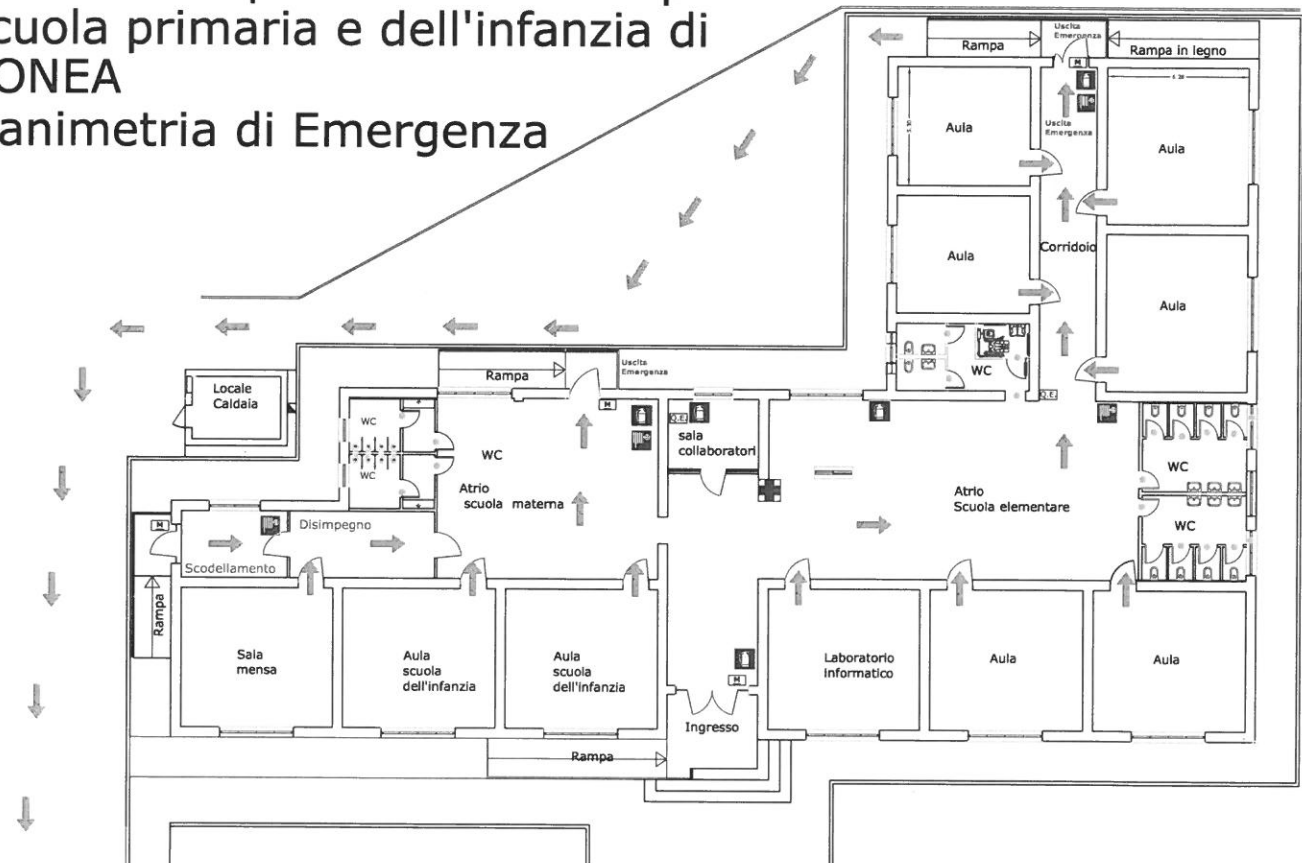 cuola primaria e dell'infanzia di
ONEA
animetria di Emergenza
Rampa
Uscita
Emergenza
Rampa in legno
M
Aula
Uscita
Emergenza
Aula
Aula
Corridoio
Aula
WC
Q.E.
Locale
Caldaia
Rampa
Uscita
Emergenza
M
WC
WC
WC
Atrio
scuola materna
Q.E.
sala
collaboratori
Atrio
Scuola elementare
WC
WC
M
Disimpegno
Scodellamento
Rampa
Sala
mensa
Aula
scuola
dell'infanzia
Aula
scuola
dell'infanzia
M
Ingresso
Laboratorio
informatico
Aula
Aula
Rampa